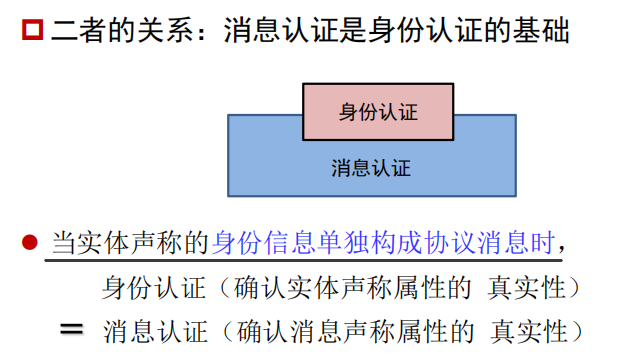 二者的关系：消息认证是身份认证的基础
身份认证
消息认证
当实体声称的身份信息单独构成协议消息时，
身份认证（确认实体声称属性的 真实性）
= 消息认证（确认消息声称属性的 真实性）